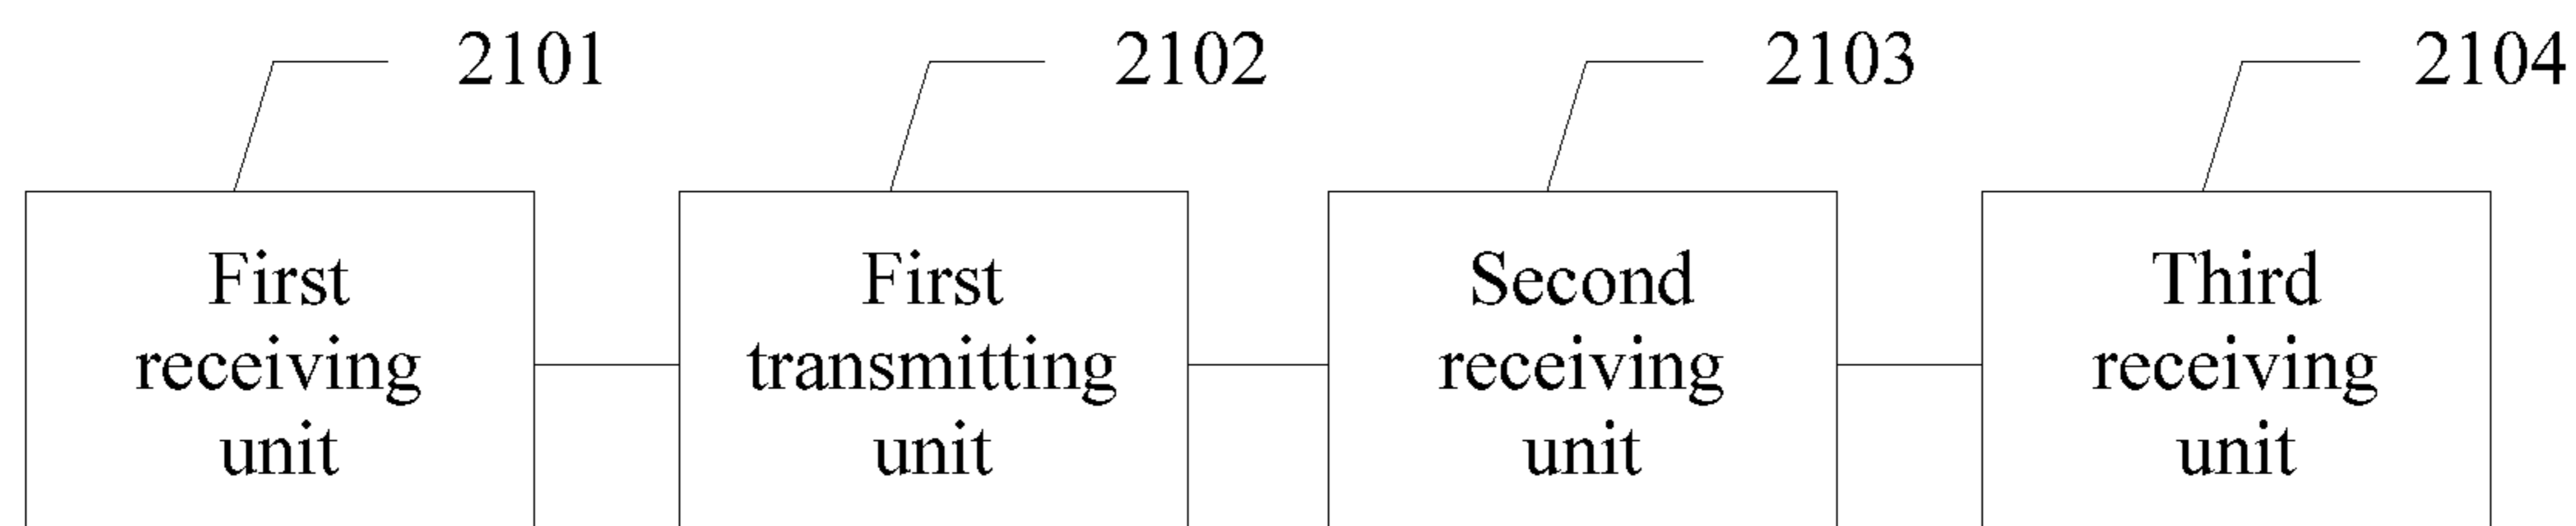 2101
2102
2103
2104
First
receiving
unit
First
transmitting
unit
Second
receiving
unit
Third
receiving
unit